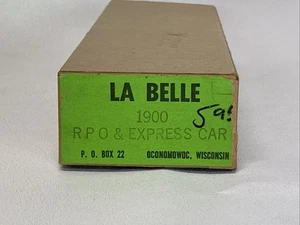 LA BELLE
1900 5.95
R.P.O & EXPRESS CAR
P. O. BOX 22 OCONOMOWOC, WISCONSIN